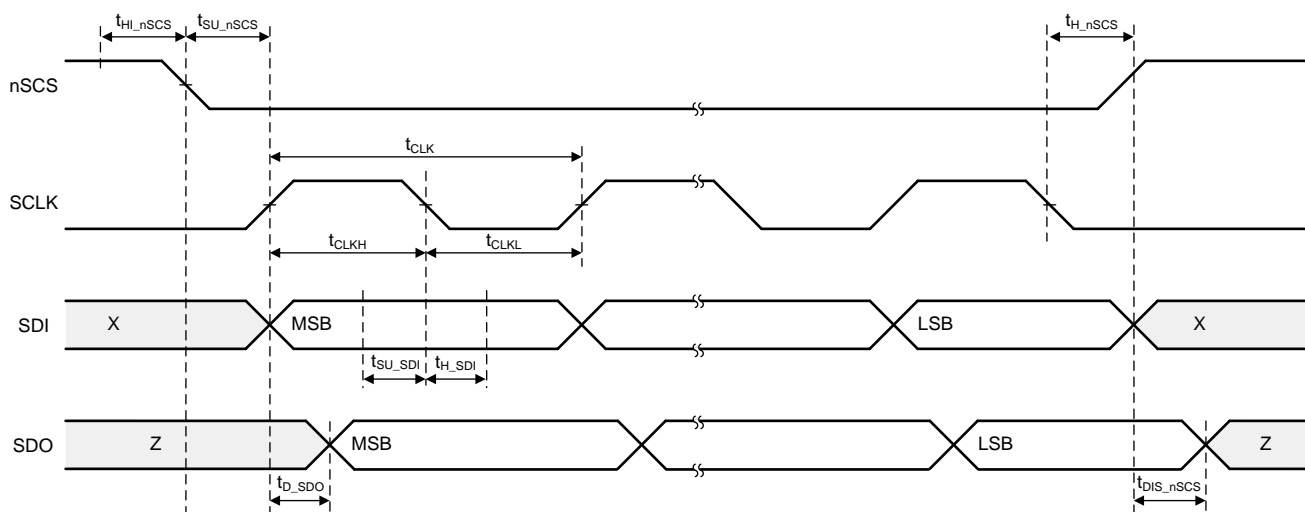 tHI_nSCS tSU_nSCS tH_nSCS
nSCS
tCLK
SCLK
tCLKH tCLKL
SDI X MSB LSB X
tSU_SDI tH_SDI
SDO Z MSB LSB Z
tD_SDO tDIS_nSCS